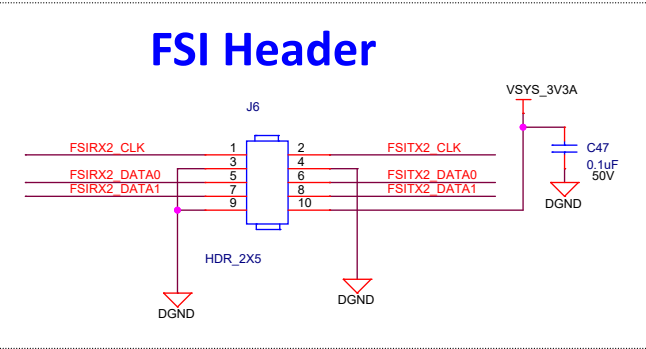 FSI Header
VSYS_3V3A
J6
FSIRX2_CLK 1 2 FSITX2_CLK
C47
3 4
0.1uF
FSIRX2_DATA0 5 6 FSITX2_DATA0
50V
FSIRX2_DATA1 7 8 FSITX2_DATA1
9 10
DGND
HDR_2X5
DGND
DGND